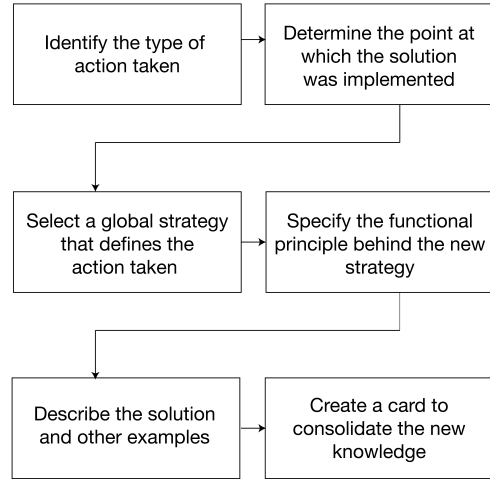 Identify the type of
action taken
Determine the point at
which the solution
was implemented
Select a global strategy
that defines the
action taken
Specify the functional
principle behind the new
strategy
Describe the solution
and other examples
Create a card to
consolidate the new
knowledge